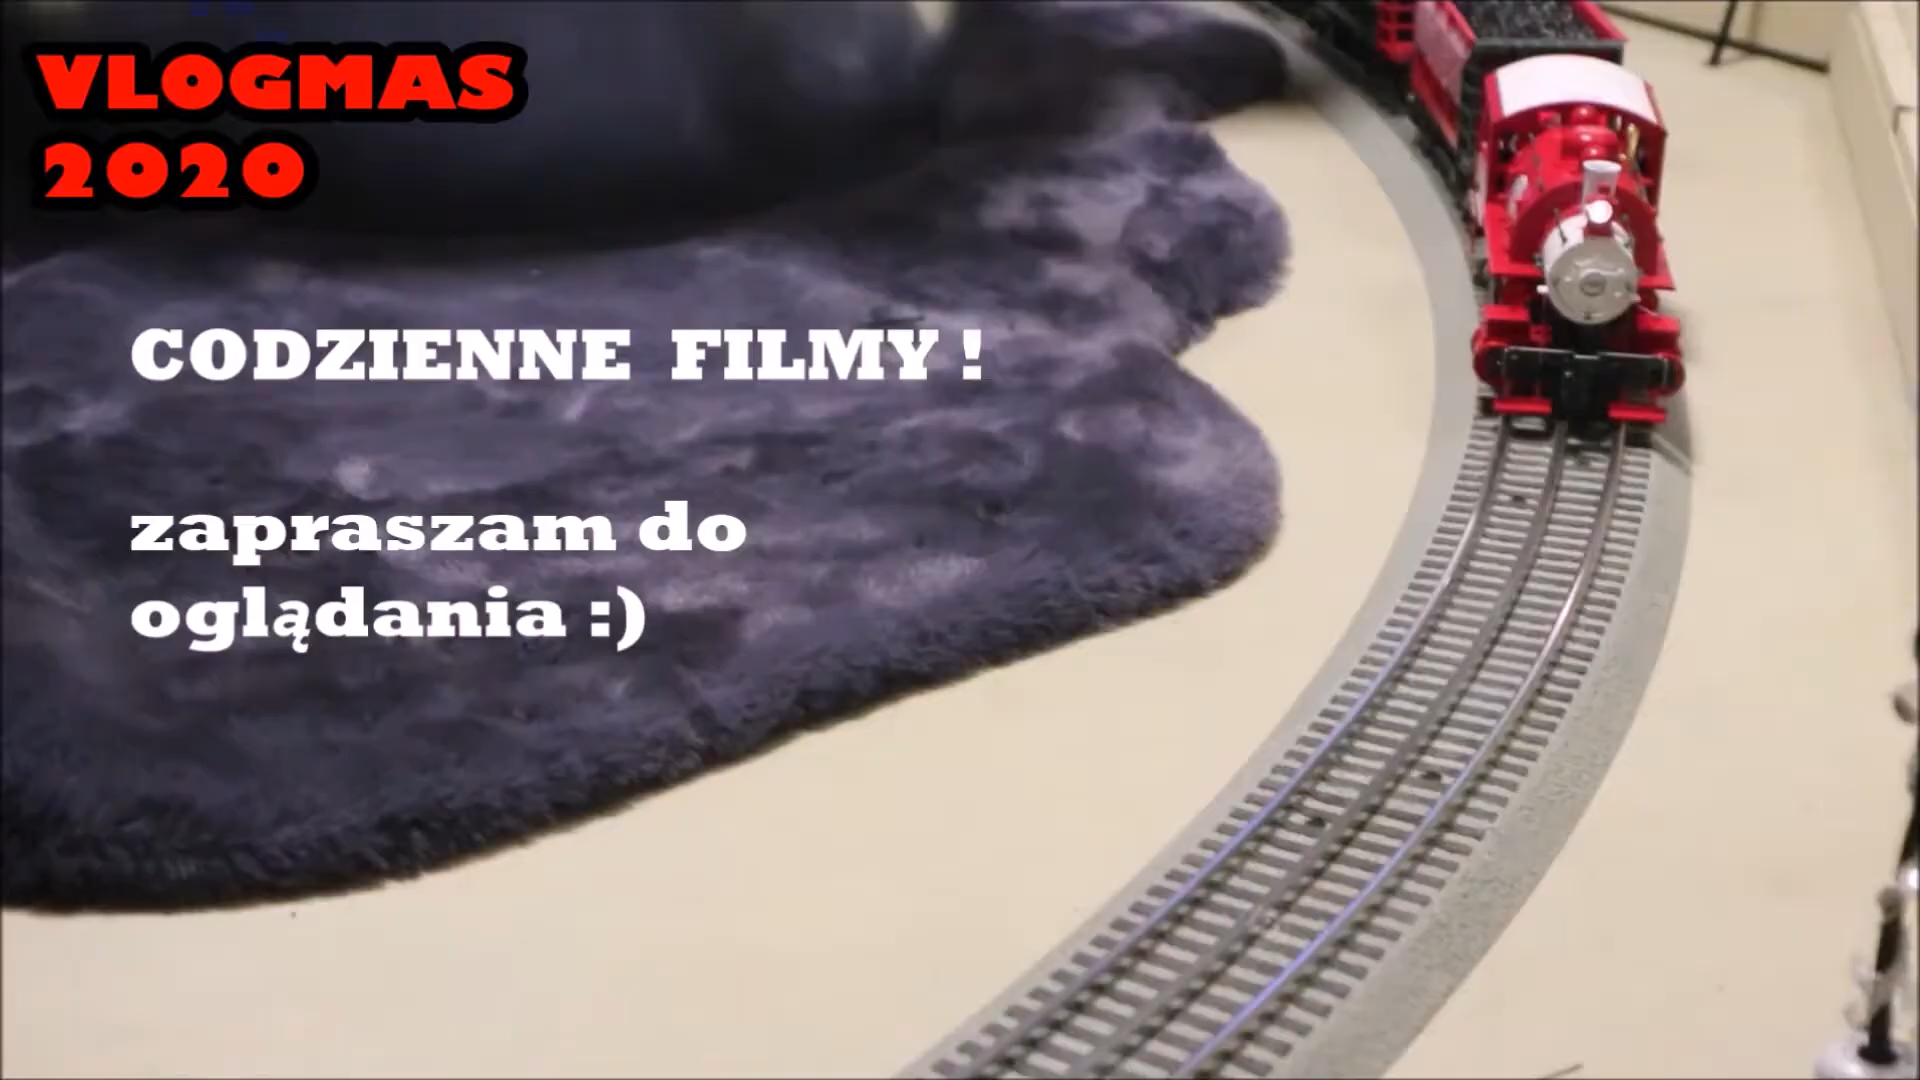 VLOGMAS
2020
CODZIENNE FILMY !
zapraszam do
oglądania :)